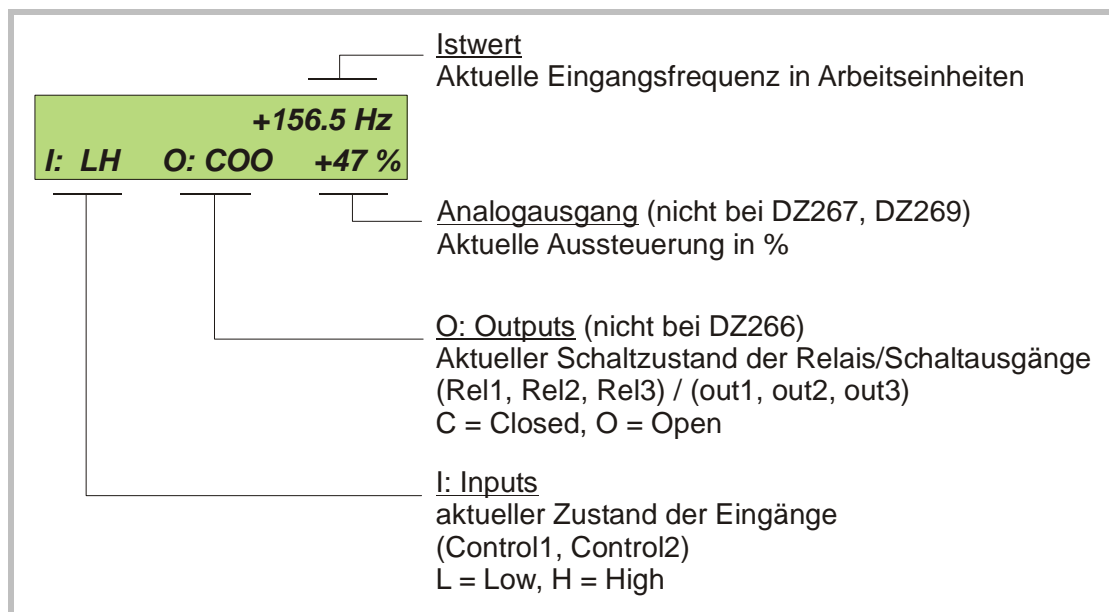 Istwert
Aktuelle Eingangsfrequenz in Arbeitseinheiten
+156.5 Hz
I: LH O: COO +47 %
Analogausgang (nicht bei DZ267, DZ269)
Aktuelle Aussteuerung in %
O: Outputs (nicht bei DZ266)
Aktueller Schaltzustand der Relais/Schaltausgänge
(Rel1, Rel2, Rel3) / (out1, out2, out3)
C = Closed, O = Open
I: Inputs
aktueller Zustand der Eingänge
(Control1, Control2)
L = Low, H = High